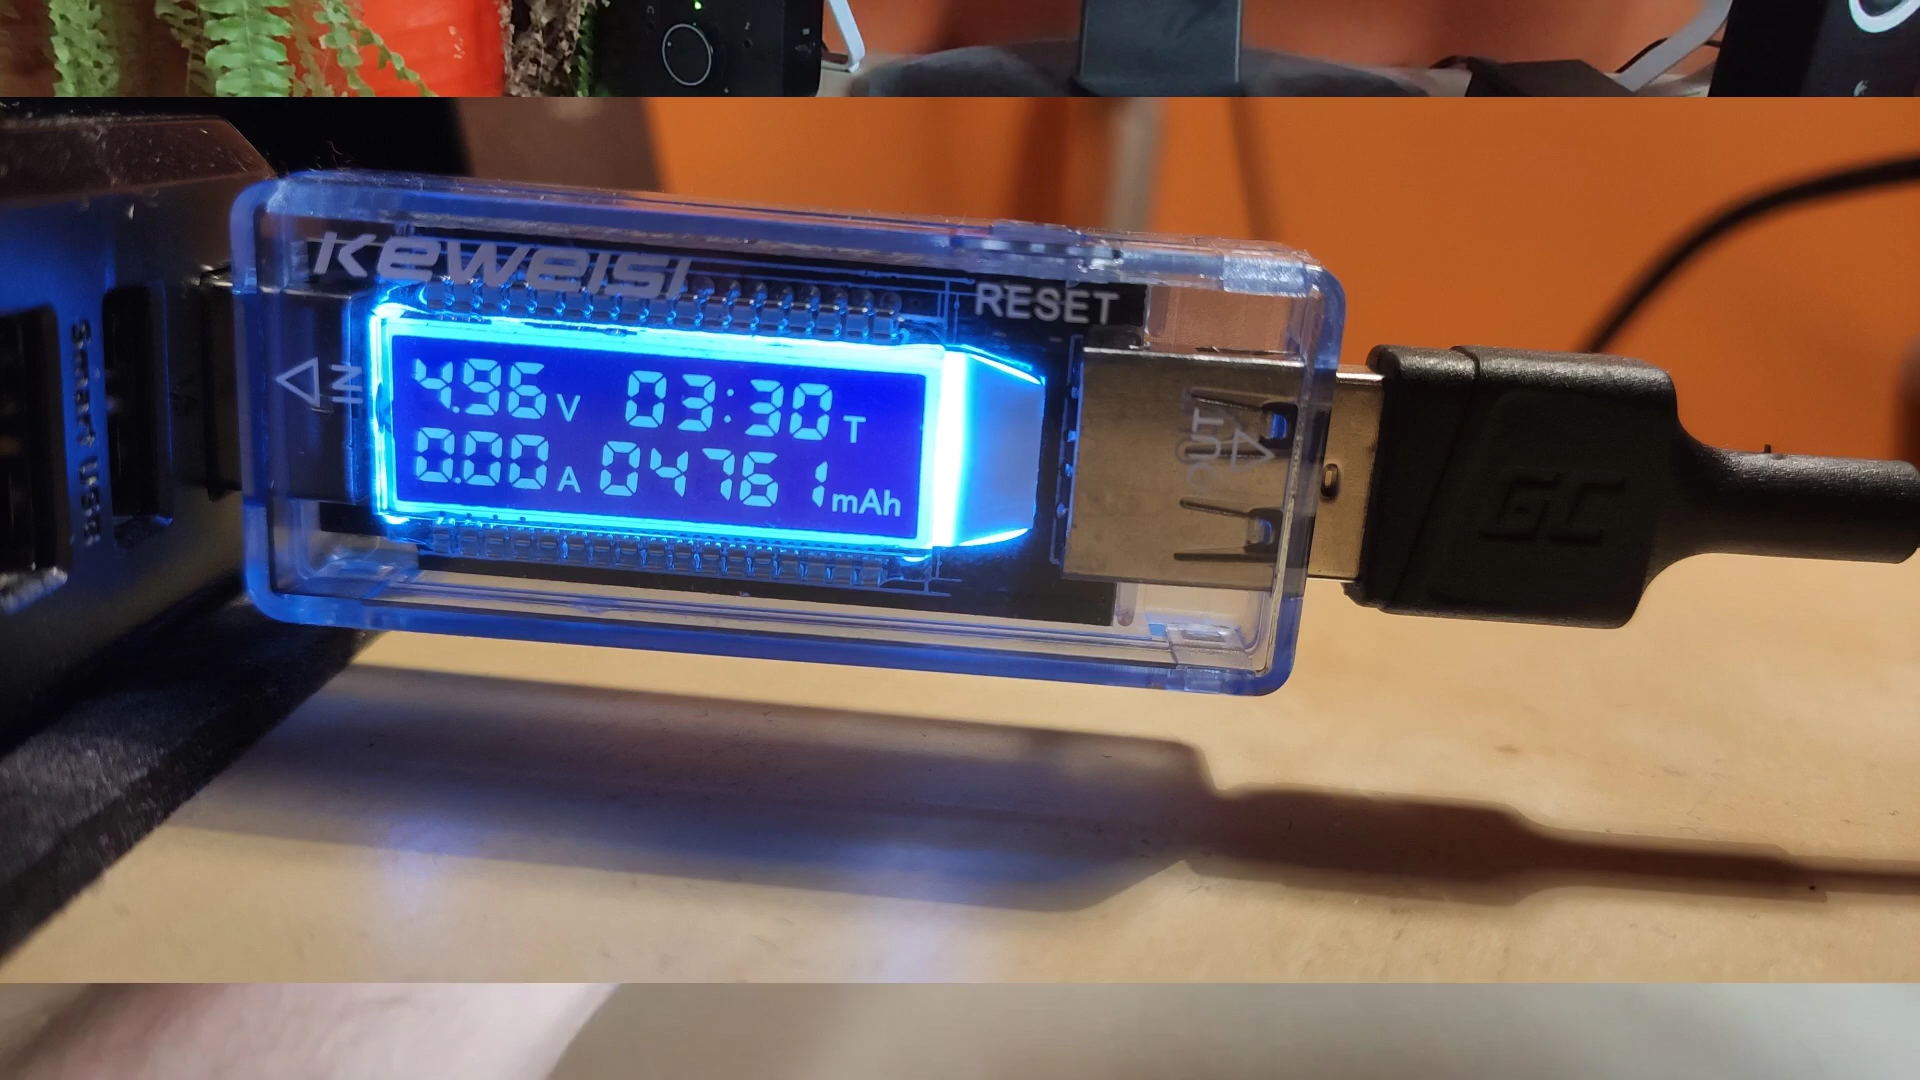 KEWEISI
RESET
IN
4.96V 03:30T
0.00A 04761mAh
OUT
GC
Smart USB